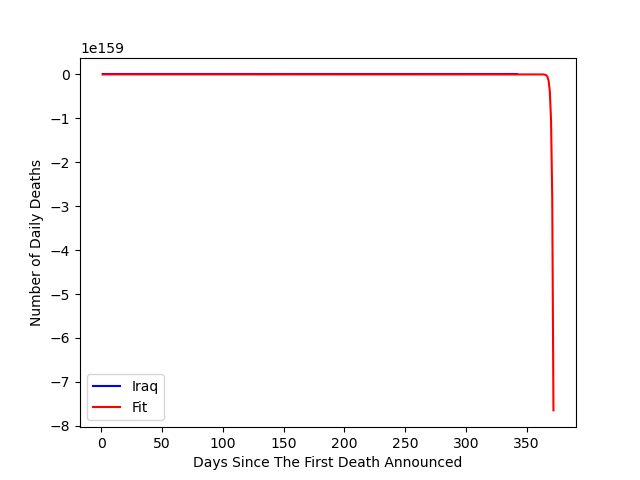 1e159
0
−1
−2
−3
−4
−5
−6
−7
−8
Number of Daily Deaths
Iraq
Fit
0 50 100 150 200 250 300 350
Days Since The First Death Announced